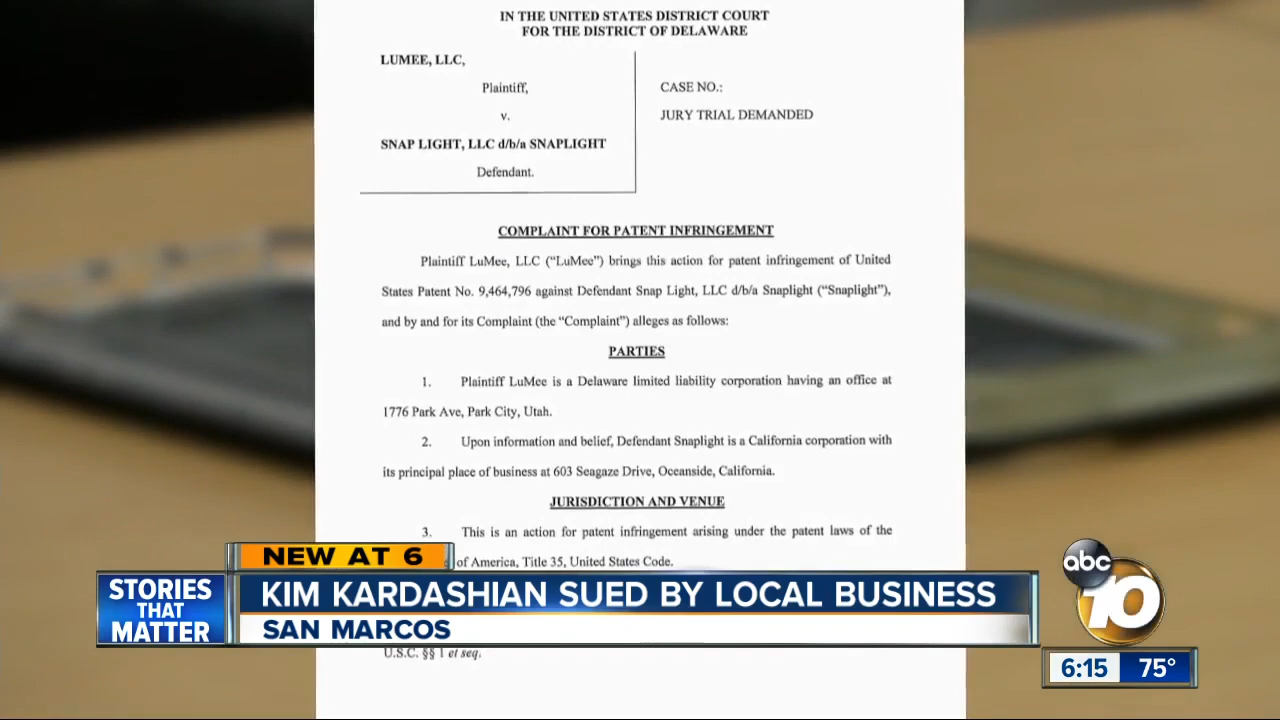 IN THE UNITED STATES DISTRICT COURT
FOR THE DISTRICT OF DELAWARE
LUMEE, LLC,
Plaintiff,
v.
SNAP LIGHT, LLC d/b/a SNAPLIGHT
Defendant.
CASE NO.:
JURY TRIAL DEMANDED
COMPLAINT FOR PATENT INFRINGEMENT
Plaintiff LuMee, LLC (“LuMee”) brings this action for patent infringement of United
States Patent No. 9,464,796 against Defendant Snap Light, LLC d/b/a Snaplight (“Snaplight”),
and by and for its Complaint (the “Complaint”) alleges as follows:
PARTIES
1. Plaintiff LuMee is a Delaware limited liability corporation having an office at
1776 Park Ave, Park City, Utah.
2. Upon information and belief, Defendant Snaplight is a California corporation with
its principal place of business at 603 Seagaze Drive, Oceanside, California.
JURISDICTION AND VENUE
3. This is an action for patent infringement arising under the patent laws of the
of America, Title 35, United States Code.
NEW AT 6
STORIES
THAT
MATTER
KIM KARDASHIAN SUED BY LOCAL BUSINESS
SAN MARCOS
U.S.C. §§ 1 et seq.
abc
10
6:15 75°